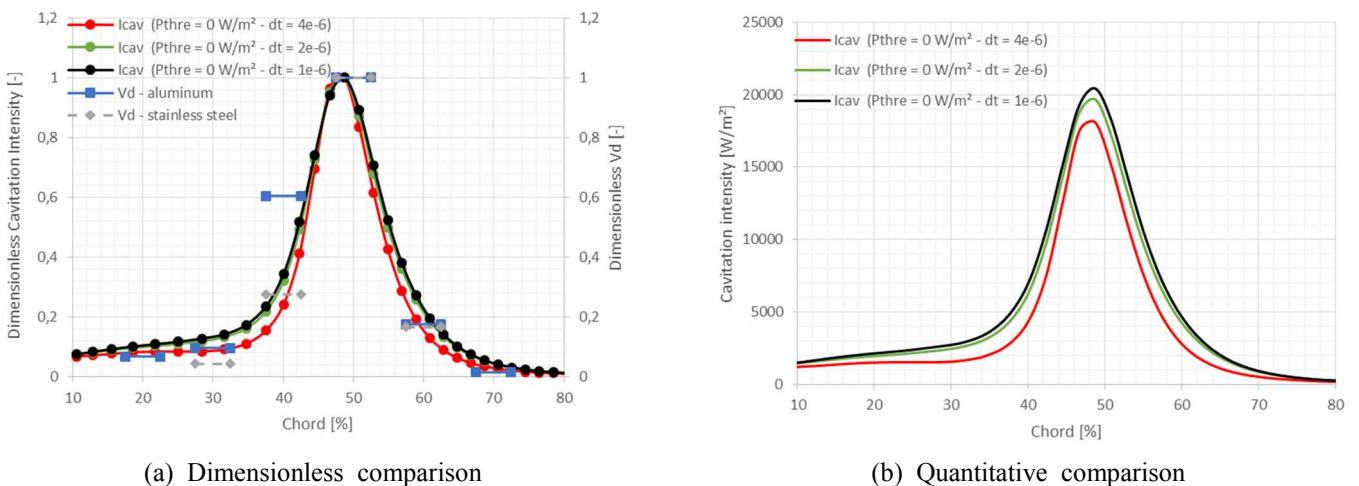 1,2
1
0,8
0,6
0,4
0,2
0
Dimensionless Cavitation Intensity [-]
Icav (Pthre = 0 W/m² - dt = 4e-6)
Icav (Pthre = 0 W/m² - dt = 2e-6)
Icav (Pthre = 0 W/m² - dt = 1e-6)
Vd - aluminum
Vd - stainless steel
1,2
1
0,8
0,6
0,4
0,2
0
Dimensionless Vd [-]
10 20 30 40 50 60 70 80
Chord [%]
(a) Dimensionless comparison
25000
20000
15000
10000
5000
0
Cavitation intensity [W/m²]
Icav (Pthre = 0 W/m² - dt = 4e-6)
Icav (Pthre = 0 W/m² - dt = 2e-6)
Icav (Pthre = 0 W/m² - dt = 1e-6)
10 20 30 40 50 60 70 80
Chord [%]
(b) Quantitative comparison